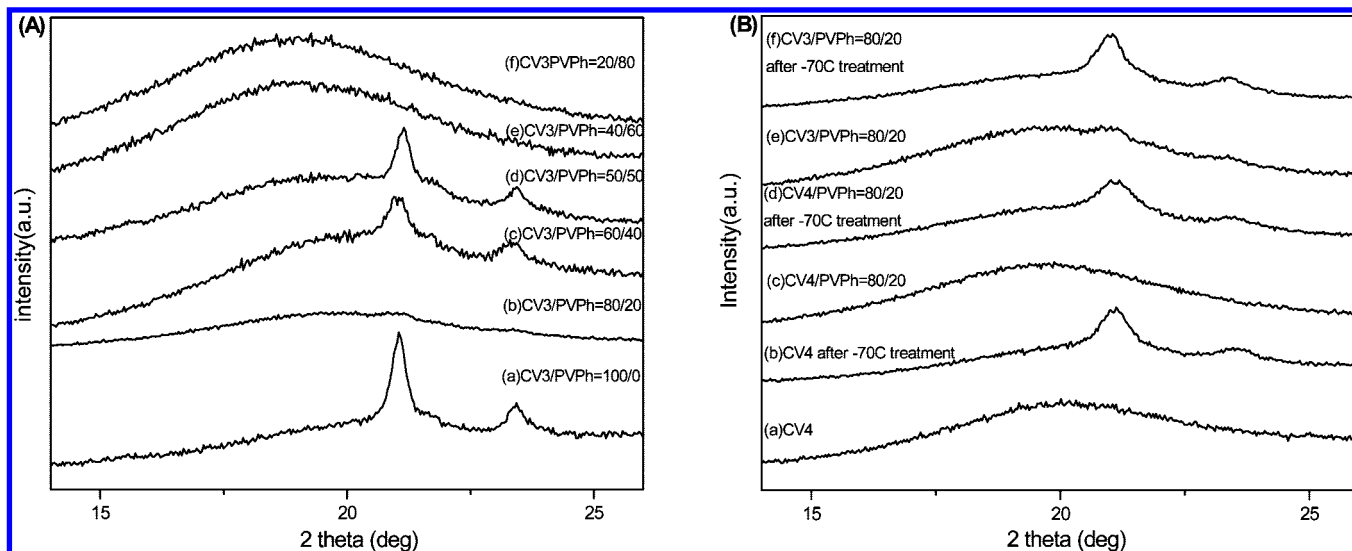 (A)
(f)CV3PVPh=20/80
(e)CV3/PVPh=40/60
(d)CV3/PVPh=50/50
(c)CV3/PVPh=60/40
(b)CV3/PVPh=80/20
(a)CV3/PVPh=100/0
intensity(a.u.)
15
20
25
2 theta (deg)
(B)
(f)CV3/PVPh=80/20
after -70C treatment
(e)CV3/PVPh=80/20
(d)CV4/PVPh=80/20
after -70C treatment
(c)CV4/PVPh=80/20
(b)CV4 after -70C treatment
(a)CV4
Intensity(a.u.)
15
20
25
2 theta (deg)